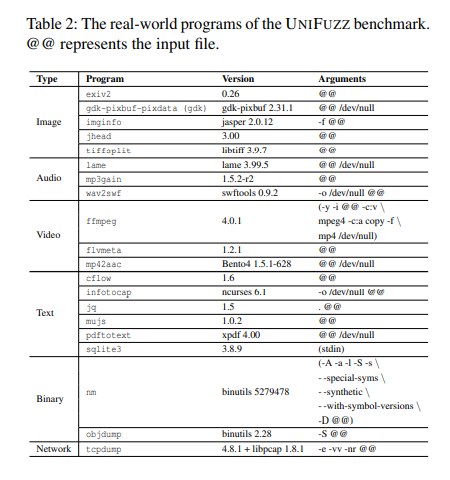 Table 2: The real-world programs of the UNIFUZZ benchmark.
@@ represents the input file.
Type Program Version Arguments
Image
exiv2 0.26 @@
gdk-pixbuf-pixdata (gdk) gdk-pixbuf 2.31.1 @@ /dev/null
imginfo jasper 2.0.12 -f @@
jhead 3.00 @@
tiffsplit libtiff 3.9.7 @@
Audio
lame lame 3.99.5 @@ /dev/null
mp3gain 1.5.2-r2 @@
wav2swf swftools 0.9.2 -o /dev/null @@
Video
ffmpeg 4.0.1 (-y -i @@ -c:v \
mpeg4 -c:a copy -f \
mp4 /dev/null)
flvmeta 1.2.1 @@
mp42aac Bento4 1.5.1-628 @@ /dev/null
Text
cflow 1.6 @@
infotocap ncurses 6.1 -o /dev/null @@
jq 1.5 . @@
mujs 1.0.2 @@
pdftotext xpdf 4.00 @@ /dev/null
sqlite3 3.8.9 (stdin)
Binary
nm binutils 5279478 (-A -a -l -S -s \
--special-syms \
--synthetic \
--with-symbol-versions \
-D @@)
objdump binutils 2.28 -S @@
Network tcpdump 4.8.1 + libpcap 1.8.1 -e -vv -nr @@